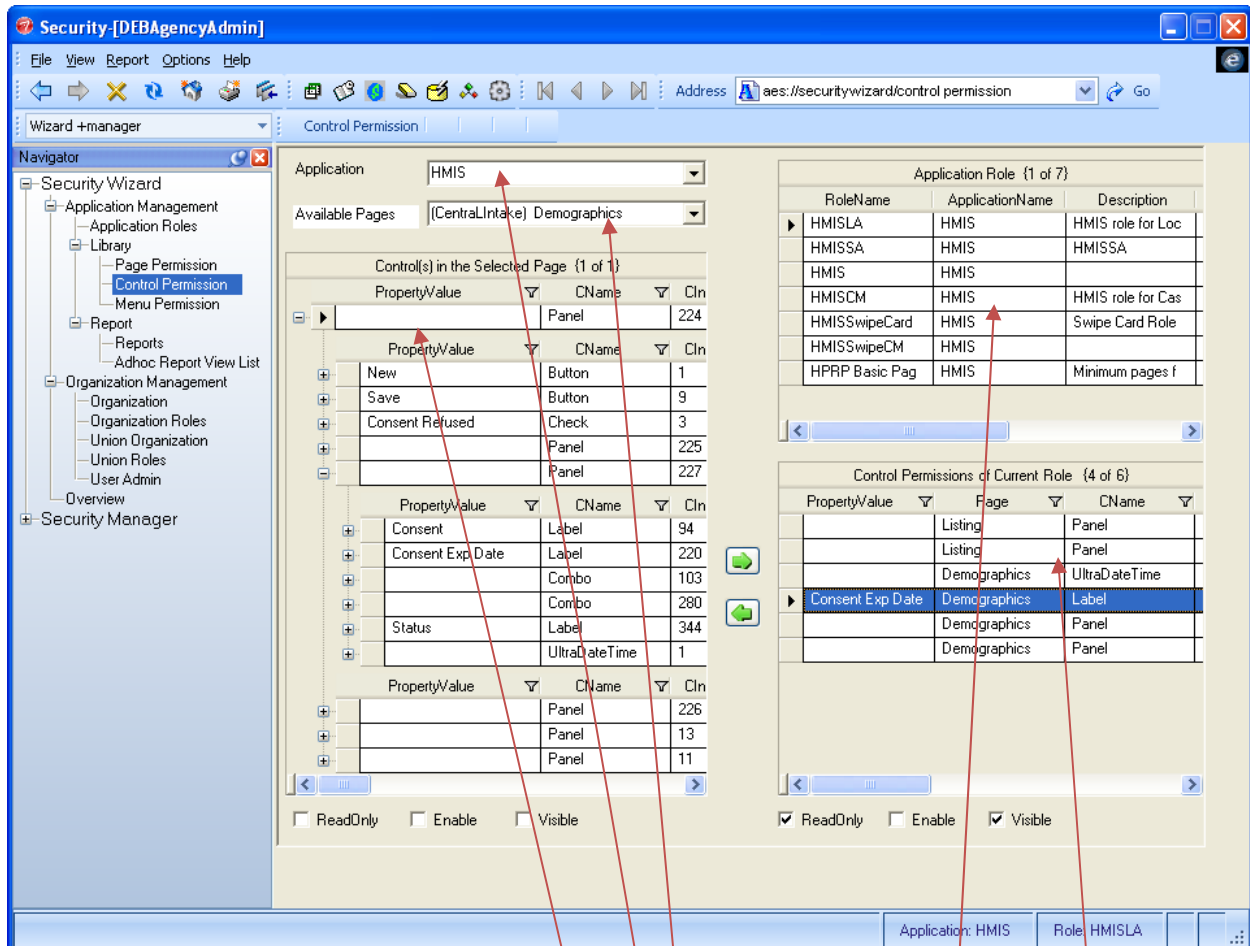 Security-[DEBAgencyAdmin]
File View Report Options Help
Address aes://securitywizard/control permission Go
Wizard +manager Control Permission
Navigator
Security Wizard
Application Management
Application Roles
Library
Page Permission
Control Permission
Menu Permission
Report
Reports
Adhoc Report View List
Organization Management
Organization
Organization Roles
Union Organization
Union Roles
User Admin
Overview
Security Manager
Application HMIS
Available Pages (CentraLIntake) Demographics
Control(s) in the Selected Page {1 of 1}
PropertyValue CName CIn
Panel 224
PropertyValue CName CIn
New Button 1
Save Button 9
Consent Refused Check 3
Panel 225
Panel 227
PropertyValue CName CIn
Consent Label 94
Consent Exp Date Label 220
Combo 103
Combo 280
Status Label 344
UltraDateTime 1
PropertyValue CName CIn
Panel 226
Panel 13
Panel 11
ReadOnly Enable Visible
Application Role {1 of 7}
RoleName ApplicationName Description
HMISLA HMIS HMIS role for Loc
HMISSA HMIS HMISSA
HMIS HMIS
HMISCM HMIS HMIS role for Cas
HMISSwipeCard HMIS Swipe Card Role
HMISSwipeCM HMIS
HPRP Basic Pag HMIS Minimum pages f
Control Permissions of Current Role {4 of 6}
PropertyValue Page CName
Listing Panel
Listing Panel
Demographics UltraDateTime
Consent Exp Date Demographics Label
Demographics Panel
Demographics Panel
ReadOnly Enable Visible
Application: HMIS Role: HMISLA